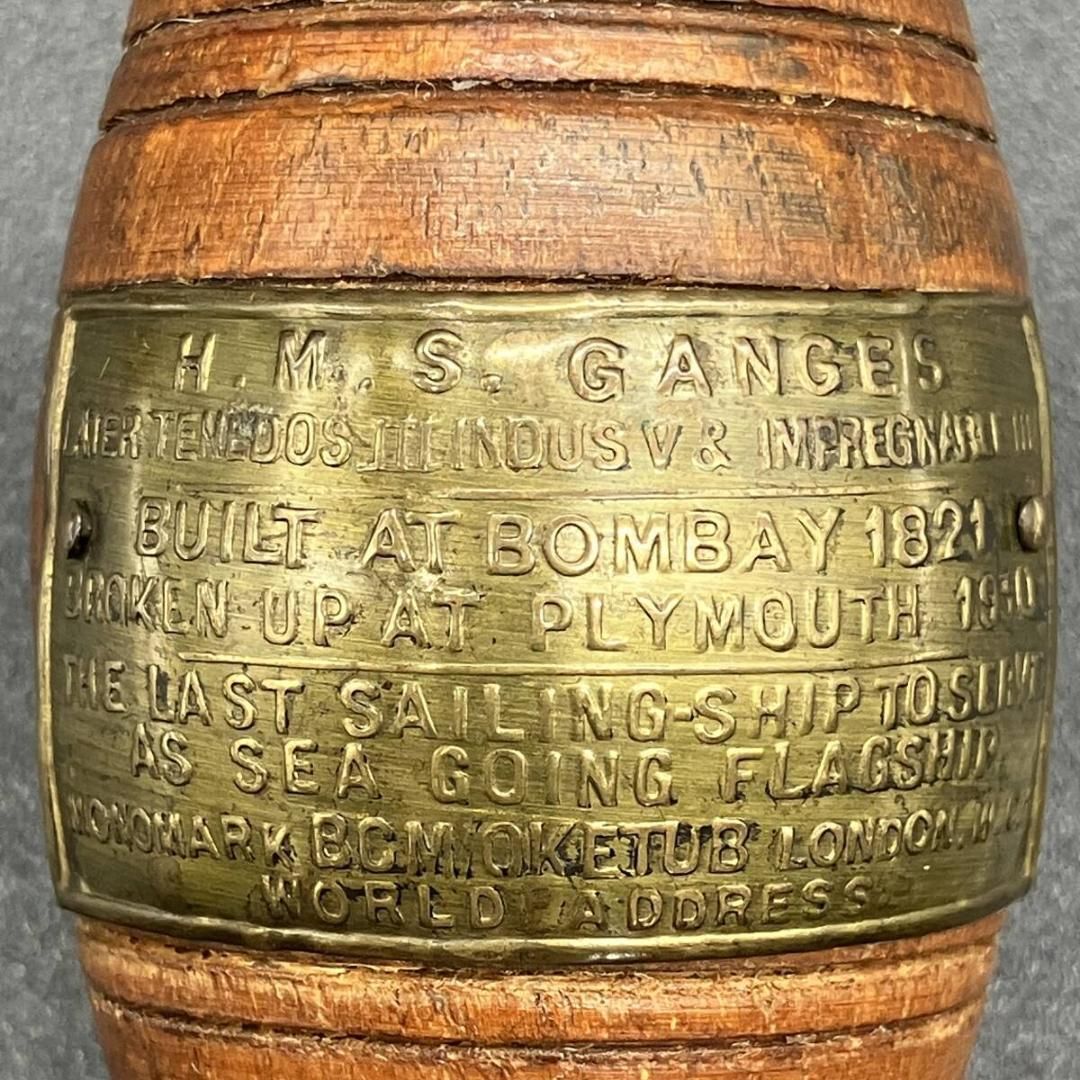 H. M. S. GANGES
LATER TENEDOS III INDUS V & IMPREGNABLE III
BUILT AT BOMBAY 1821
BROKEN UP AT PLYMOUTH
THE LAST SAILING-SHIP TO SERVE
AS SEA GOING FLAGSHIP
MONOMARK BCM/OKETUB LONDON. W.C.1
WORLD ADDRESS